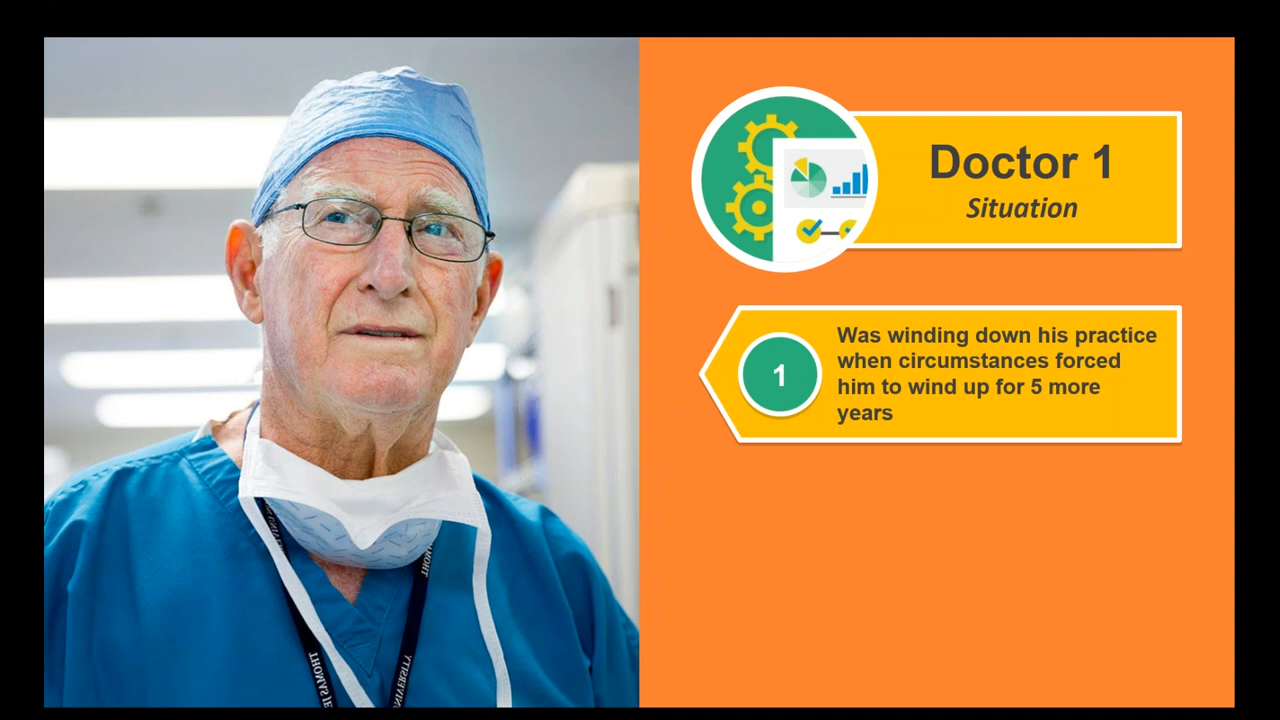 Doctor 1
Situation
1
Was winding down his practice
when circumstances forced
him to wind up for 5 more
years
UNIVERSITY